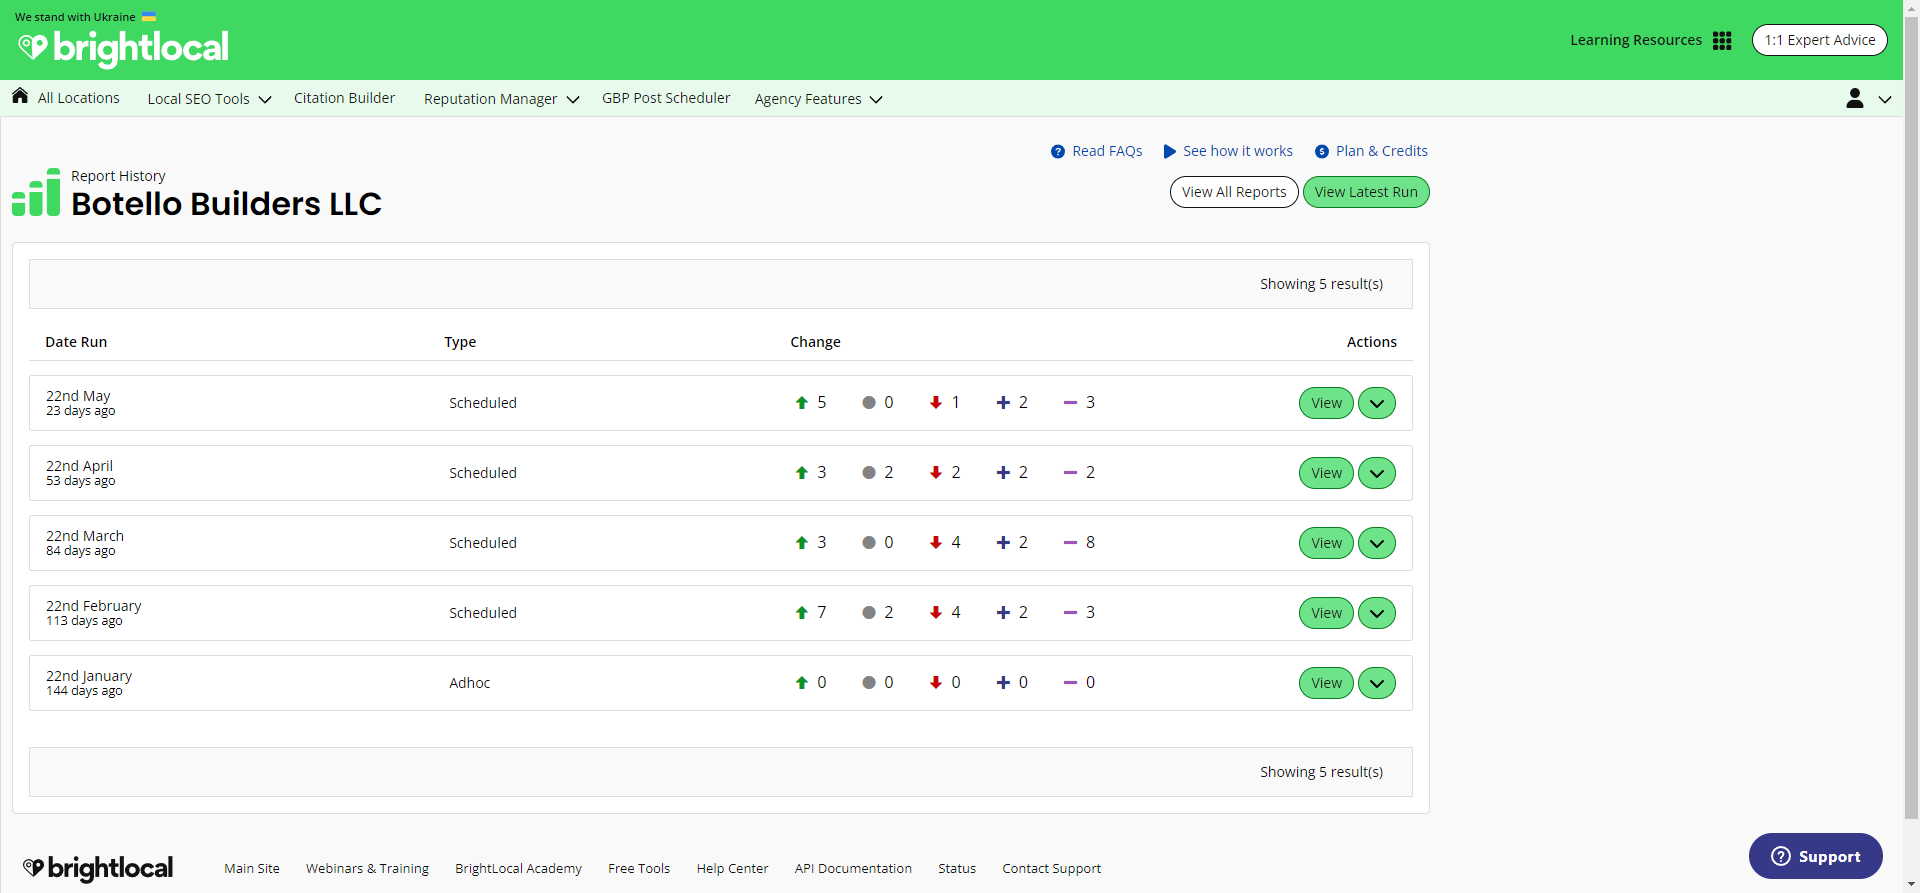 We stand with Ukraine
brightlocal
Learning Resources
1:1 Expert Advice
All Locations
Local SEO Tools
Citation Builder
Reputation Manager
GBP Post Scheduler
Agency Features
Read FAQs
See how it works
Plan & Credits
Report History
Botello Builders LLC
View All Reports
View Latest Run
Showing 5 result(s)
Date Run Type Change Actions
22nd May
23 days ago
Scheduled 5 0 1 2 3 View
22nd April
53 days ago
Scheduled 3 2 2 2 2 View
22nd March
84 days ago
Scheduled 3 0 4 2 8 View
22nd February
113 days ago
Scheduled 7 2 4 2 3 View
22nd January
144 days ago
Adhoc 0 0 0 0 0 View
Showing 5 result(s)
brightlocal
Main Site
Webinars & Training
BrightLocal Academy
Free Tools
Help Center
API Documentation
Status
Contact Support
Support